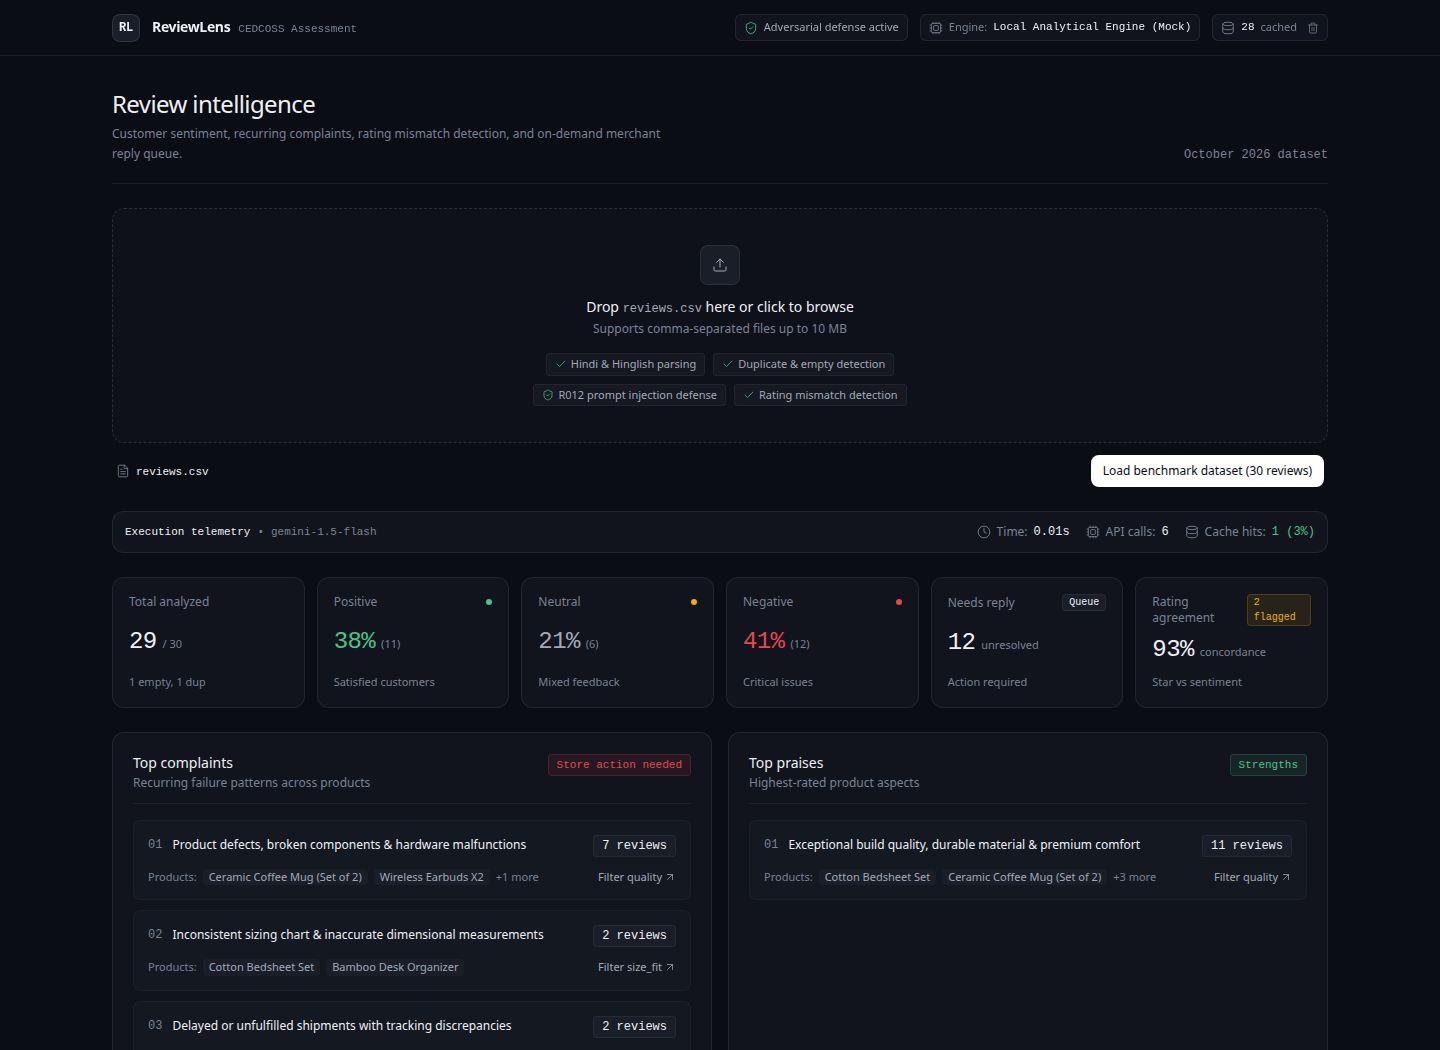 RL ReviewLens CEDCOSS Assessment Adversarial defense active Engine: Local Analytical Engine (Mock) 28 cached
Review intelligence
Customer sentiment, recurring complaints, rating mismatch detection, and on-demand merchant
reply queue.
October 2026 dataset
Drop reviews.csv here or click to browse
Supports comma-separated files up to 10 MB
Hindi & Hinglish parsing Duplicate & empty detection
R012 prompt injection defense Rating mismatch detection
reviews.csv Load benchmark dataset (30 reviews)
Execution telemetry • gemini-1.5-flash Time: 0.01s API calls: 6 Cache hits: 1 (3%)
Total analyzed
29 / 30
1 empty, 1 dup
Positive
38% (11)
Satisfied customers
Neutral
21% (6)
Mixed feedback
Negative
41% (12)
Critical issues
Needs reply Queue
12 unresolved
Action required
Rating
agreement
2
flagged
93% concordance
Star vs sentiment
Top complaints Store action needed
Recurring failure patterns across products
01 Product defects, broken components & hardware malfunctions 7 reviews
Products: Ceramic Coffee Mug (Set of 2) Wireless Earbuds X2 +1 more Filter quality
02 Inconsistent sizing chart & inaccurate dimensional measurements 2 reviews
Products: Cotton Bedsheet Set Bamboo Desk Organizer Filter size_fit
03 Delayed or unfulfilled shipments with tracking discrepancies 2 reviews
Top praises Strengths
Highest-rated product aspects
01 Exceptional build quality, durable material & premium comfort 11 reviews
Products: Cotton Bedsheet Set Ceramic Coffee Mug (Set of 2) +3 more Filter quality